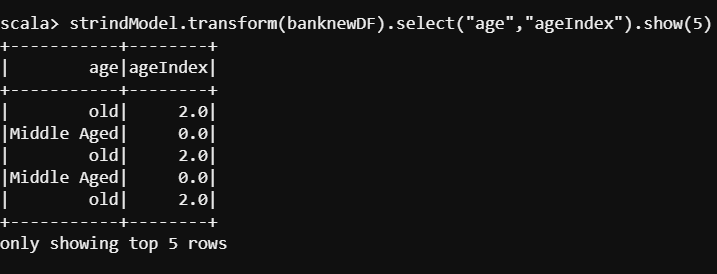 scala> strindModel.transform(banknewDF).select("age","ageIndex").show(5)
+-----------+--------+
|        age|ageIndex|
+-----------+--------+
|        old|     2.0|
|Middle Aged|     0.0|
|        old|     2.0|
|Middle Aged|     0.0|
|        old|     2.0|
+-----------+--------+
only showing top 5 rows